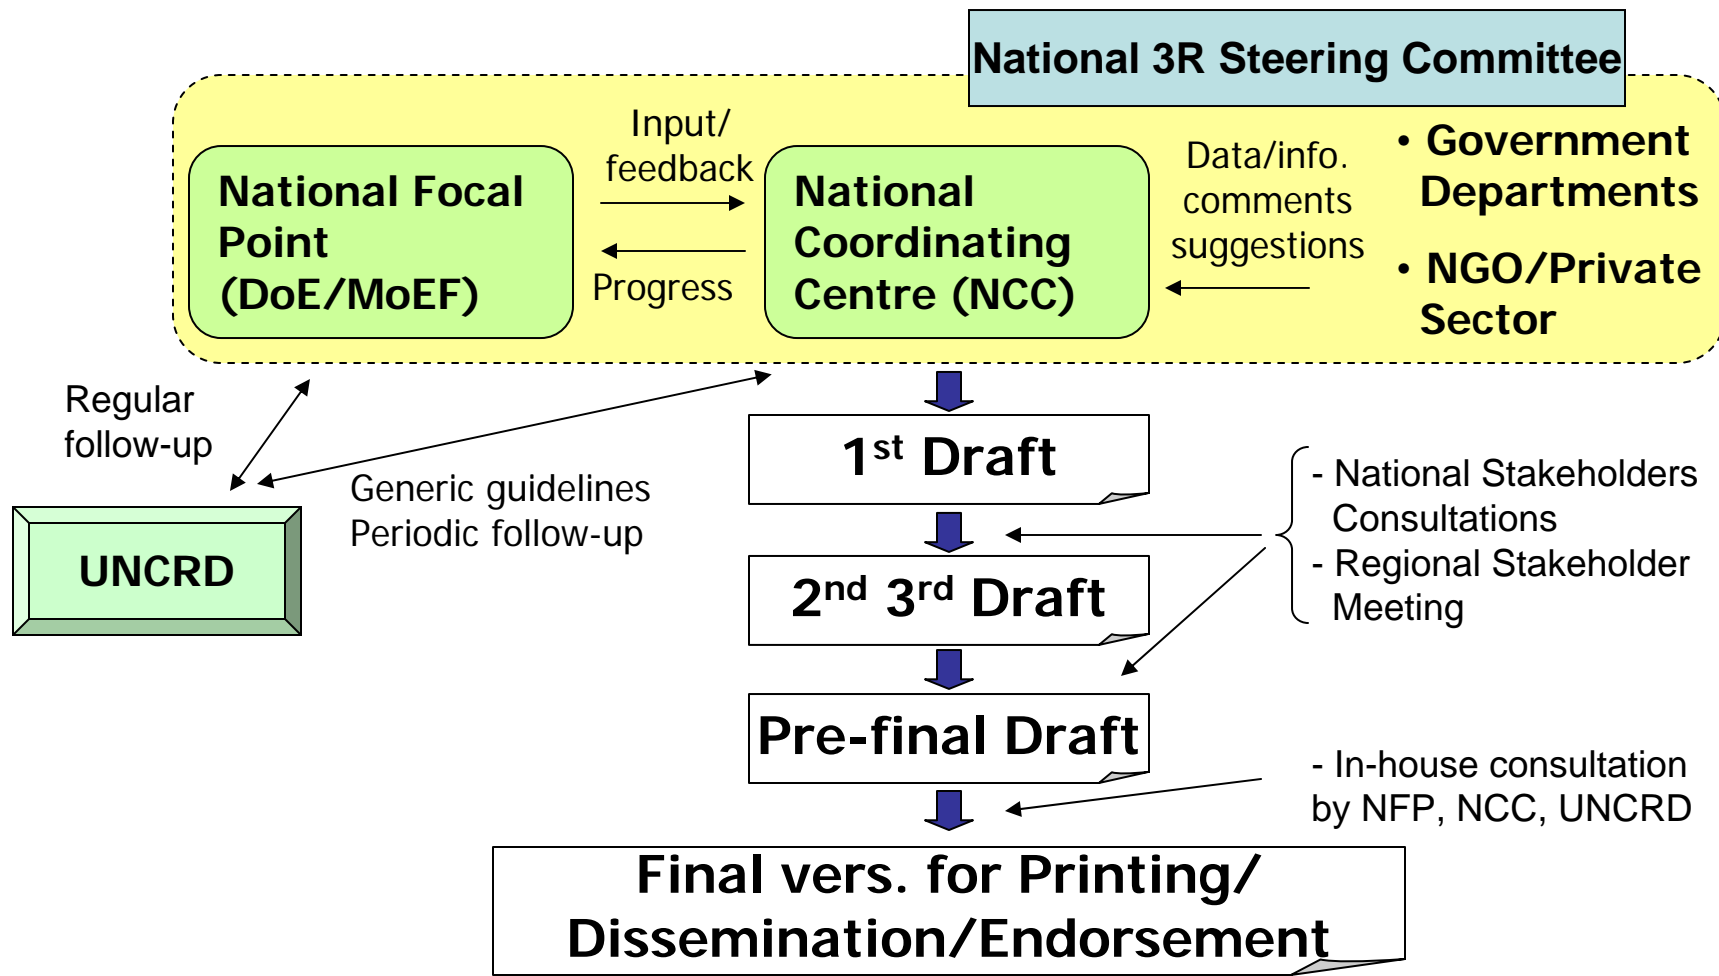 National 3R Steering Committee
Input/
feedback
National Focal
Point
(DoE/MoEF)
Progress
National
Coordinating
Centre (NCC)
Data/info.
comments
suggestions
• Government
Departments
• NGO/Private
Sector
Regular
follow-up
Generic guidelines
Periodic follow-up
UNCRD
1st Draft
2nd 3rd Draft
- National Stakeholders
Consultations
- Regional Stakeholder
Meeting
Pre-final Draft
- In-house consultation
by NFP, NCC, UNCRD
Final vers. for Printing/
Dissemination/Endorsement